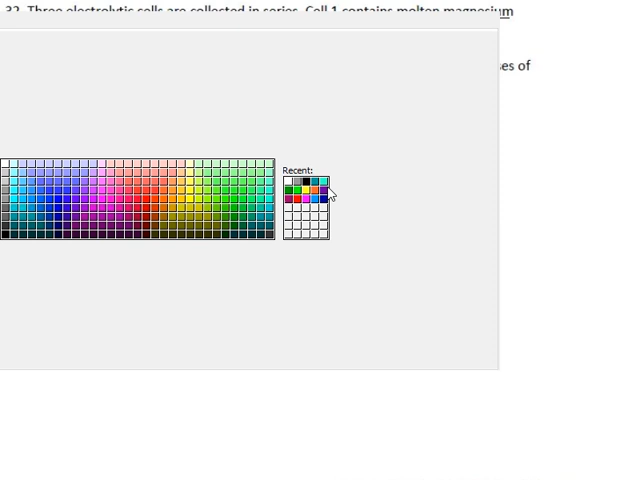 32. Three electrolytic cells are collected in series. Cell 1 contains molten magnesium
ses of
Recent: